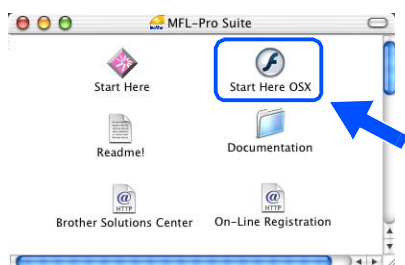 MFL-Pro Suite
Start Here
Start Here OSX
Readme!
Documentation
HTTP
HTTP
Brother Solutions Center
On-Line Registration